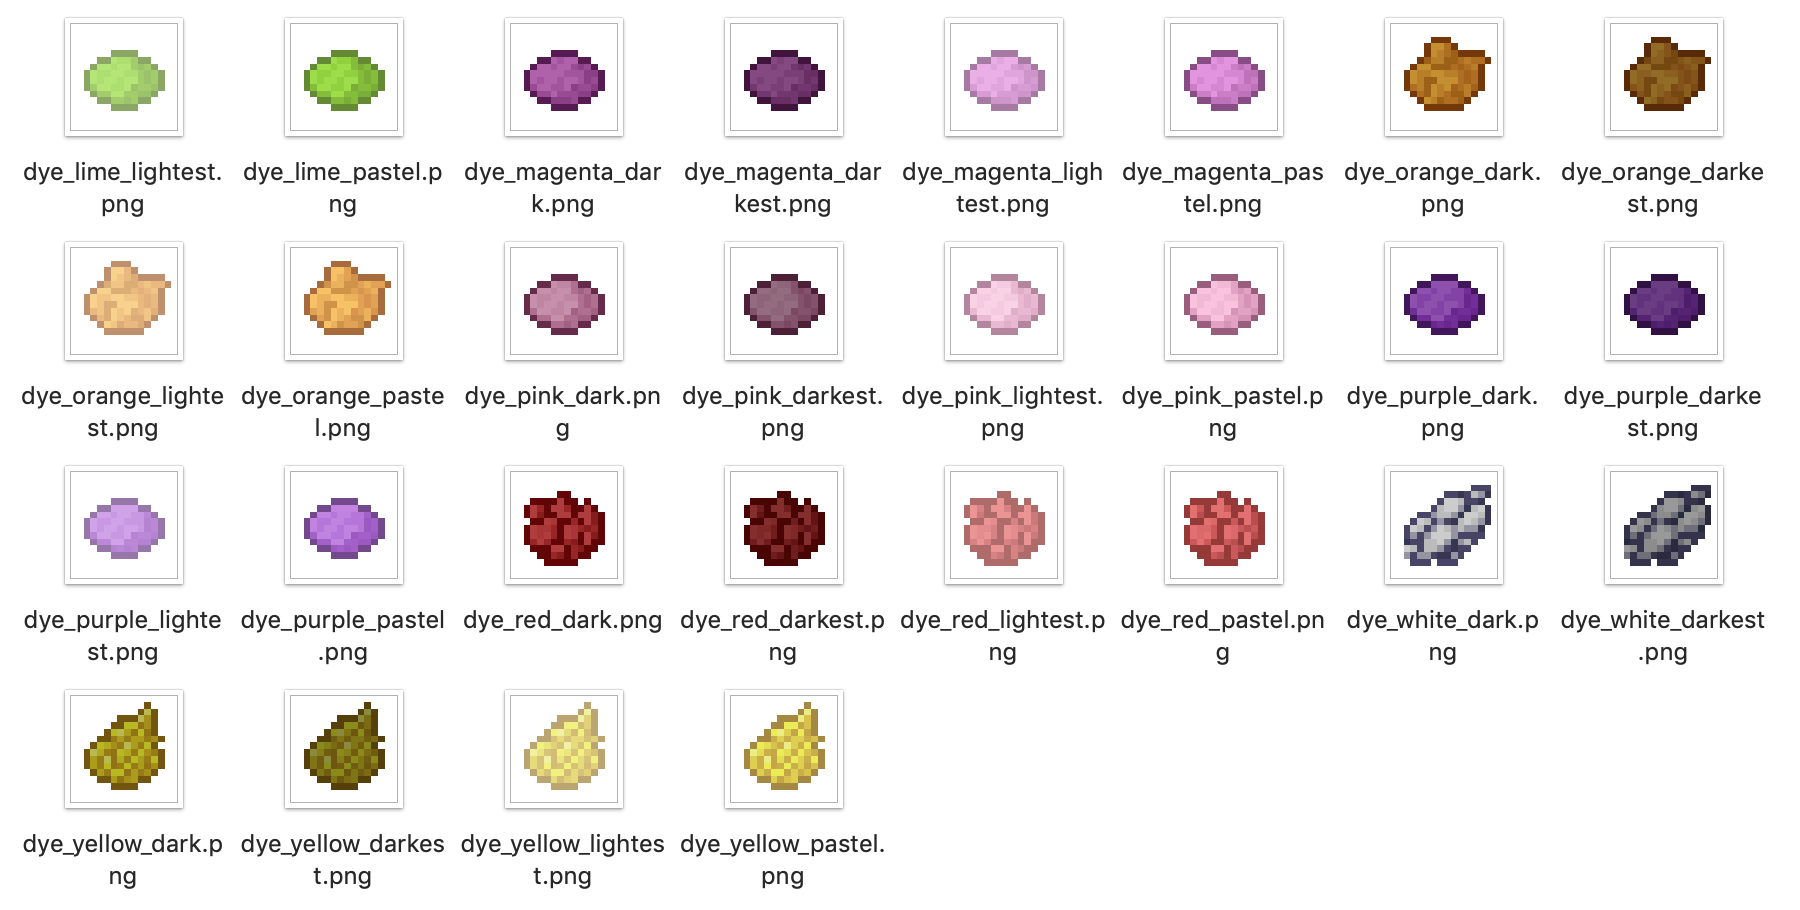 dye_lime_lightest.
png
dye_lime_pastel.p
ng
dye_magenta_dar
k.png
dye_magenta_dar
kest.png
dye_magenta_ligh
test.png
dye_magenta_pas
tel.png
dye_orange_dark.
png
dye_orange_darke
st.png
dye_orange_lighte
st.png
dye_orange_paste
l.png
dye_pink_dark.pn
g
dye_pink_darkest.
png
dye_pink_lightest.
png
dye_pink_pastel.p
ng
dye_purple_dark.
png
dye_purple_darke
st.png
dye_purple_lighte
st.png
dye_purple_pastel
.png
dye_red_dark.png
dye_red_darkest.p
ng
dye_red_lightest.p
ng
dye_red_pastel.pn
g
dye_white_dark.p
ng
dye_white_darkest
.png
dye_yellow_dark.p
ng
dye_yellow_darkes
t.png
dye_yellow_lightes
t.png
dye_yellow_pastel.
png